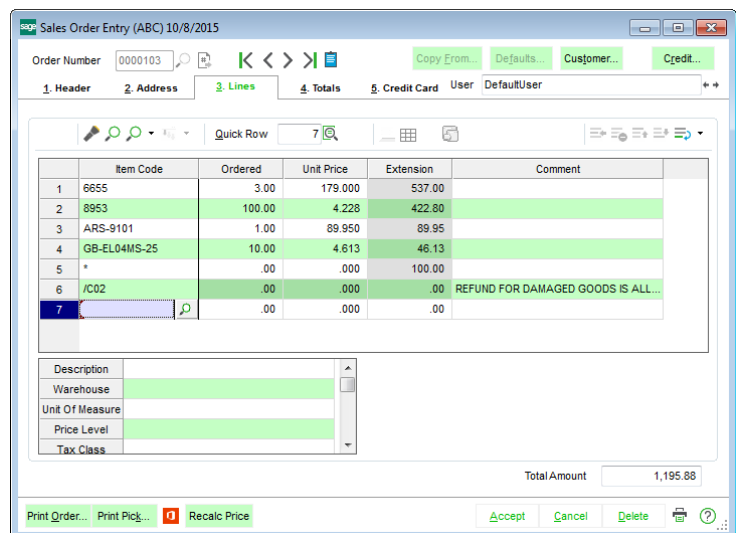 sage Sales Order Entry (ABC) 10/8/2015
Order Number 0000103 Copy From... Defaults... Customer... Credit...
1. Header 2. Address 3. Lines 4. Totals 5. Credit Card User DefaultUser
Quick Row 7
Item Code Ordered Unit Price Extension Comment
1 6655 3.00 179.000 537.00
2 8953 100.00 4.228 422.80
3 ARS-9101 1.00 89.950 89.95
4 GB-EL04MS-25 10.00 4.613 46.13
5 * .00 .000 100.00
6 /C02 .00 .000 .00 REFUND FOR DAMAGED GOODS IS ALL...
7 .00 .000 .00
Description
Warehouse
Unit Of Measure
Price Level
Tax Class
Total Amount 1,195.88
Print Order... Print Pick... Recalc Price Accept Cancel Delete